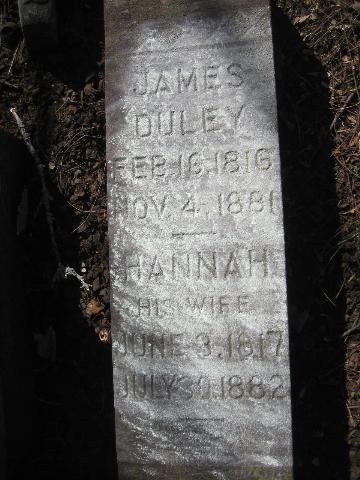 JAMES
DULEY
FEB. 16. 1816
NOV. 4. 1881
HANNAH
HIS WIFE
JUNE 3. 1817
JULY 30. 1882